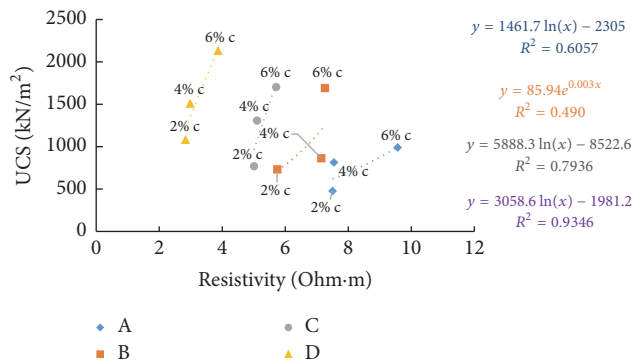 2500
2000
1500
1000
500
0
UCS (kN/m²)
0 2 4 6 8 10 12
Resistivity (Ohm·m)
6% c
4% c
2% c
6% c
4% c
2% c
6% c
4% c
2% c
6% c
4% c
2% c
y = 1461.7 ln(x) − 2305
R² = 0.6057
y = 85.94e^0.003x
R² = 0.490
y = 5888.3 ln(x) − 8522.6
R² = 0.7936
y = 3058.6 ln(x) − 1981.2
R² = 0.9346
A C
B D